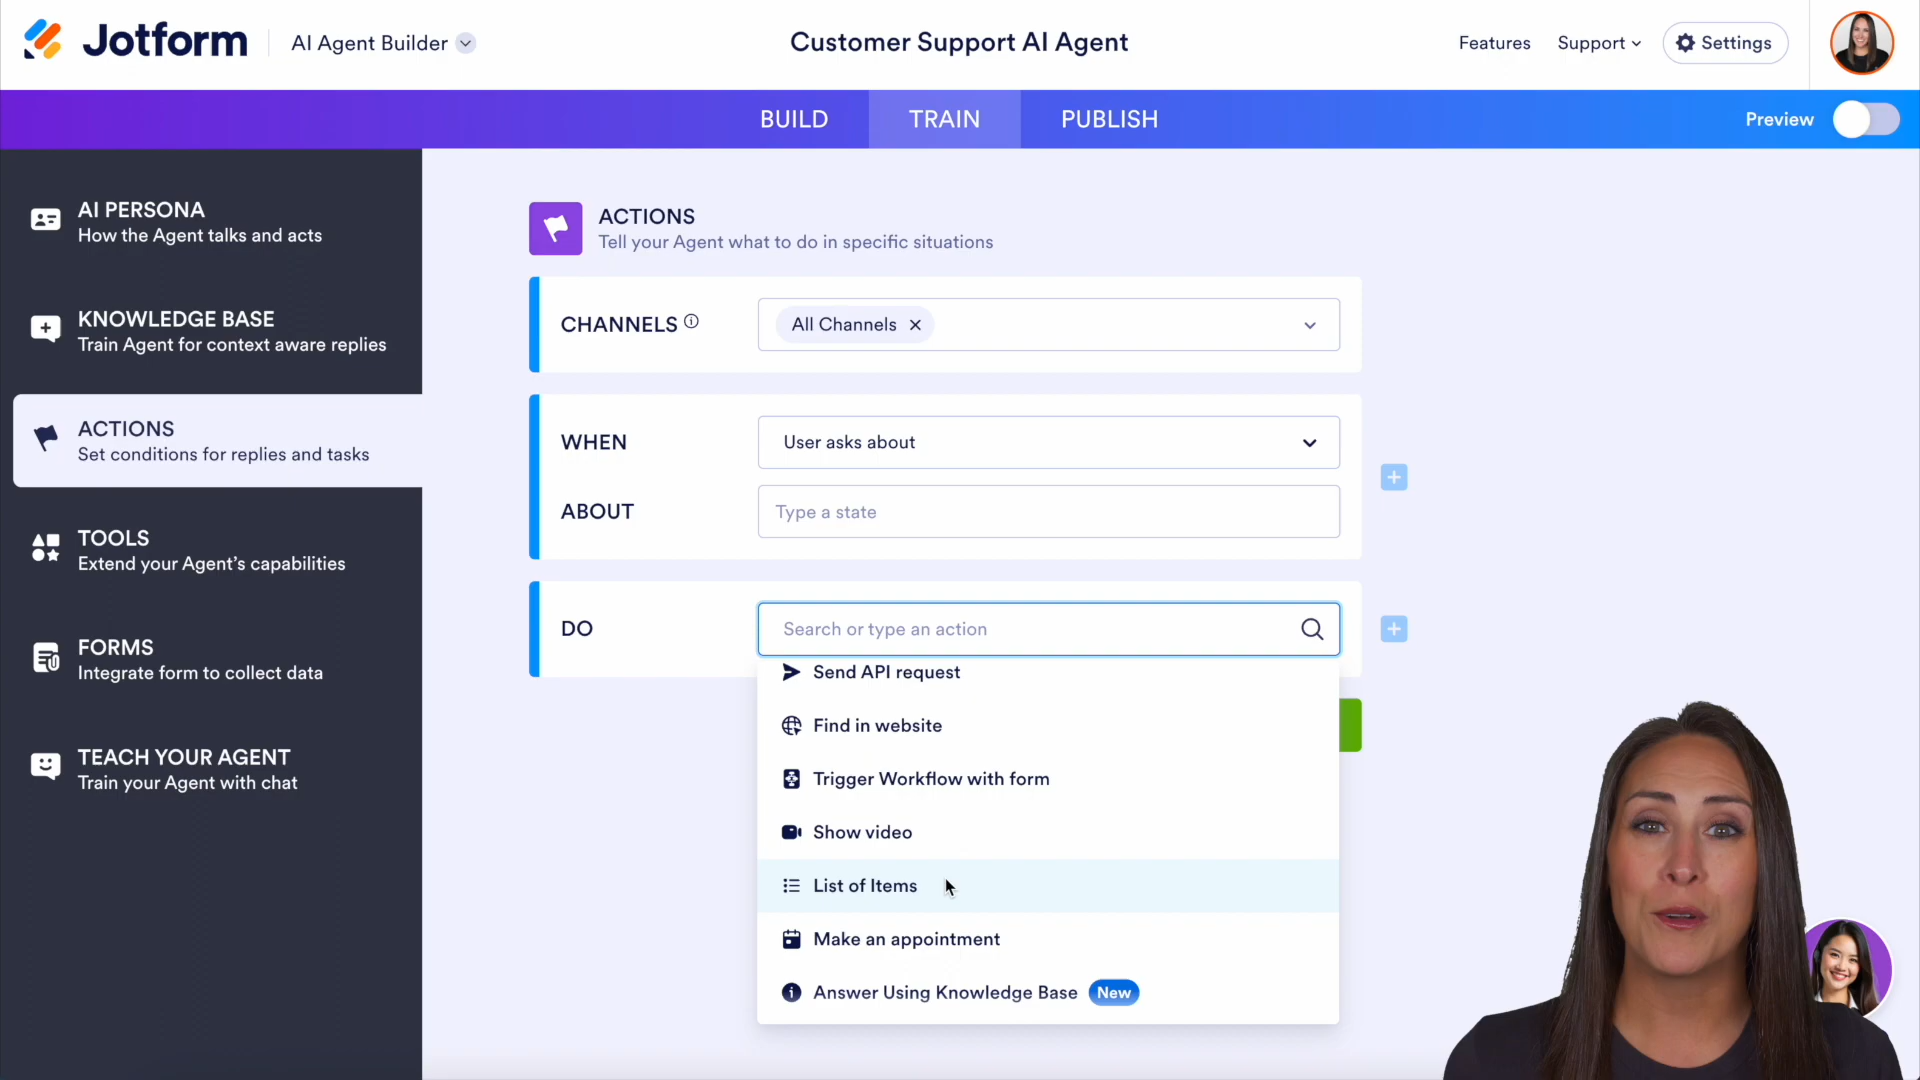 Jotform
AI Agent Builder
Customer Support AI Agent
Features
Support
Settings
BUILD
TRAIN
PUBLISH
Preview
AI PERSONA
How the Agent talks and acts
KNOWLEDGE BASE
Train Agent for context aware replies
ACTIONS
Set conditions for replies and tasks
TOOLS
Extend your Agent's capabilities
FORMS
Integrate form to collect data
TEACH YOUR AGENT
Train your Agent with chat
ACTIONS
Tell your Agent what to do in specific situations
CHANNELS
All Channels
WHEN
User asks about
ABOUT
Type a state
DO
Search or type an action
Send API request
Find in website
Trigger Workflow with form
Show video
List of Items
Make an appointment
Answer Using Knowledge Base New